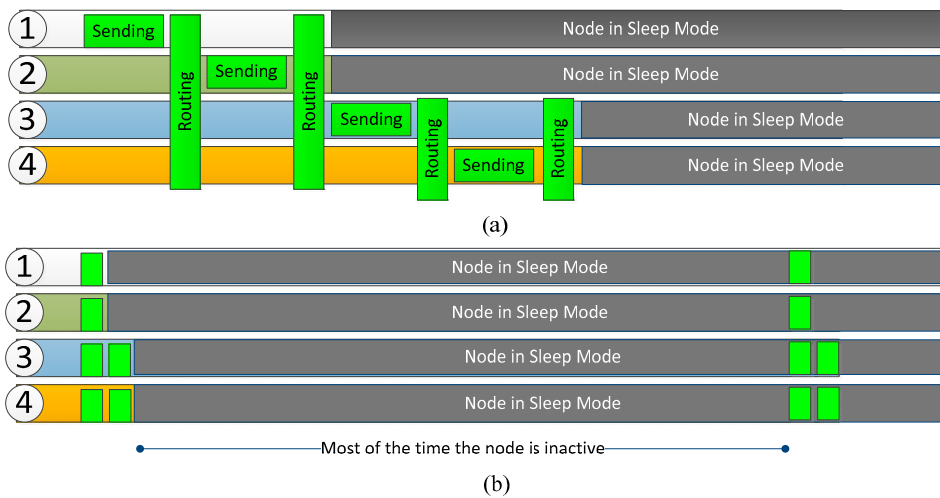 1 Sending Routing Routing Node in Sleep Mode
2 Sending Node in Sleep Mode
3 Sending Routing Routing Node in Sleep Mode
4 Sending Node in Sleep Mode
(a)
1 Node in Sleep Mode
2 Node in Sleep Mode
3 Node in Sleep Mode
4 Node in Sleep Mode
Most of the time the node is inactive
(b)